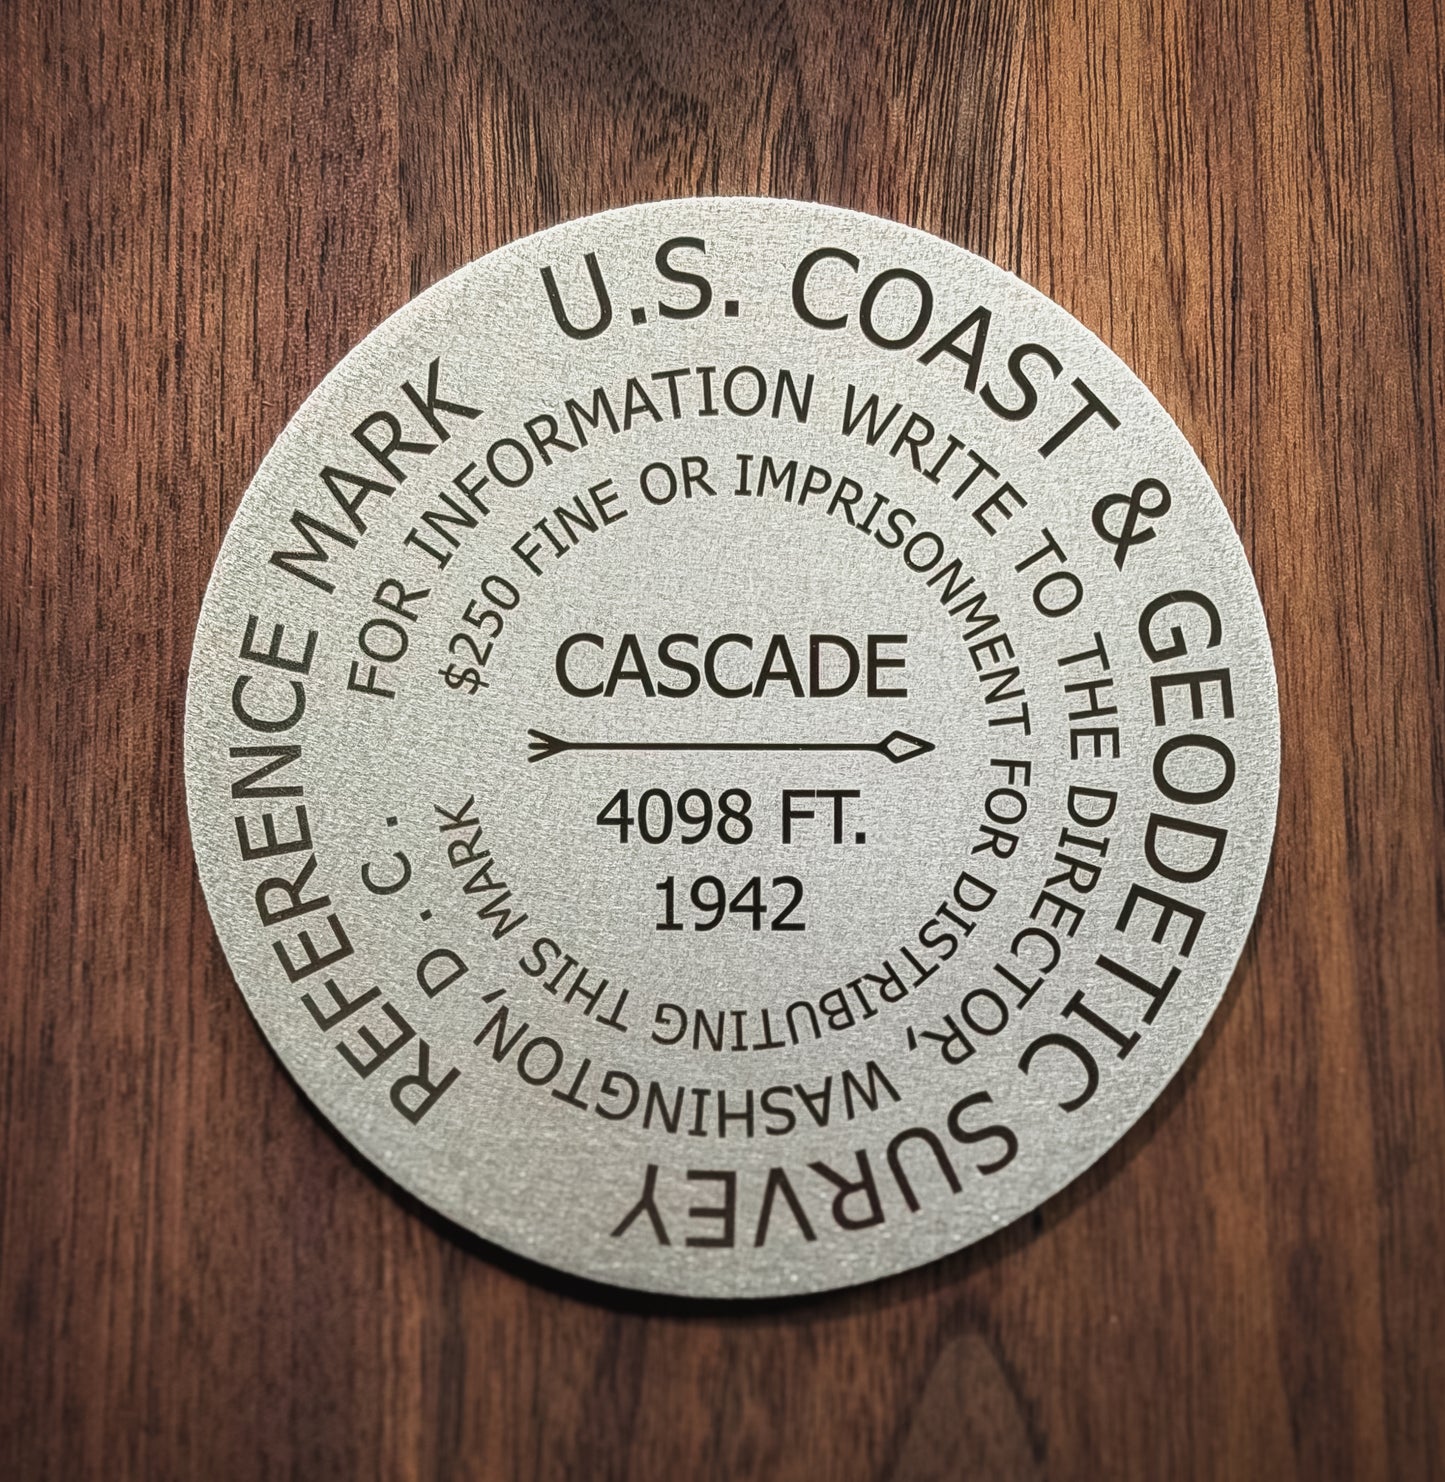 U.S. COAST & GEODETIC SURVEY
REFERENCE MARK
FOR INFORMATION WRITE TO THE DIRECTOR, WASHINGTON, D. C.
$250 FINE OR IMPRISONMENT FOR DISTRIBUTING THIS MARK
CASCADE
4098 FT.
1942